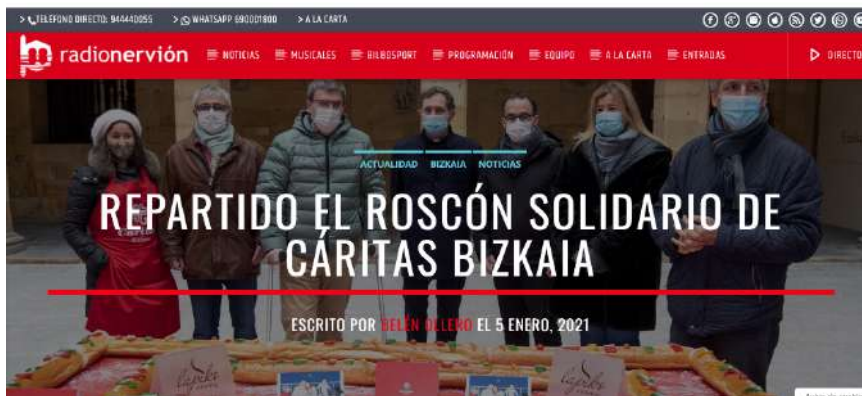 > TELÉFONO DIRECTO: 944440055 > WHATSAPP 690001800 > A LA CARTA
radionervión NOTICIAS MUSICALES BILBOSPORT PROGRAMACIÓN EQUIPO A LA CARTA ENTRADAS DIRECTO
ACTUALIDAD BIZKAIA NOTICIAS
REPARTIDO EL ROSCÓN SOLIDARIO DE
CÁRITAS BIZKAIA
ESCRITO POR BELÉN OLLERO EL 5 ENERO, 2021